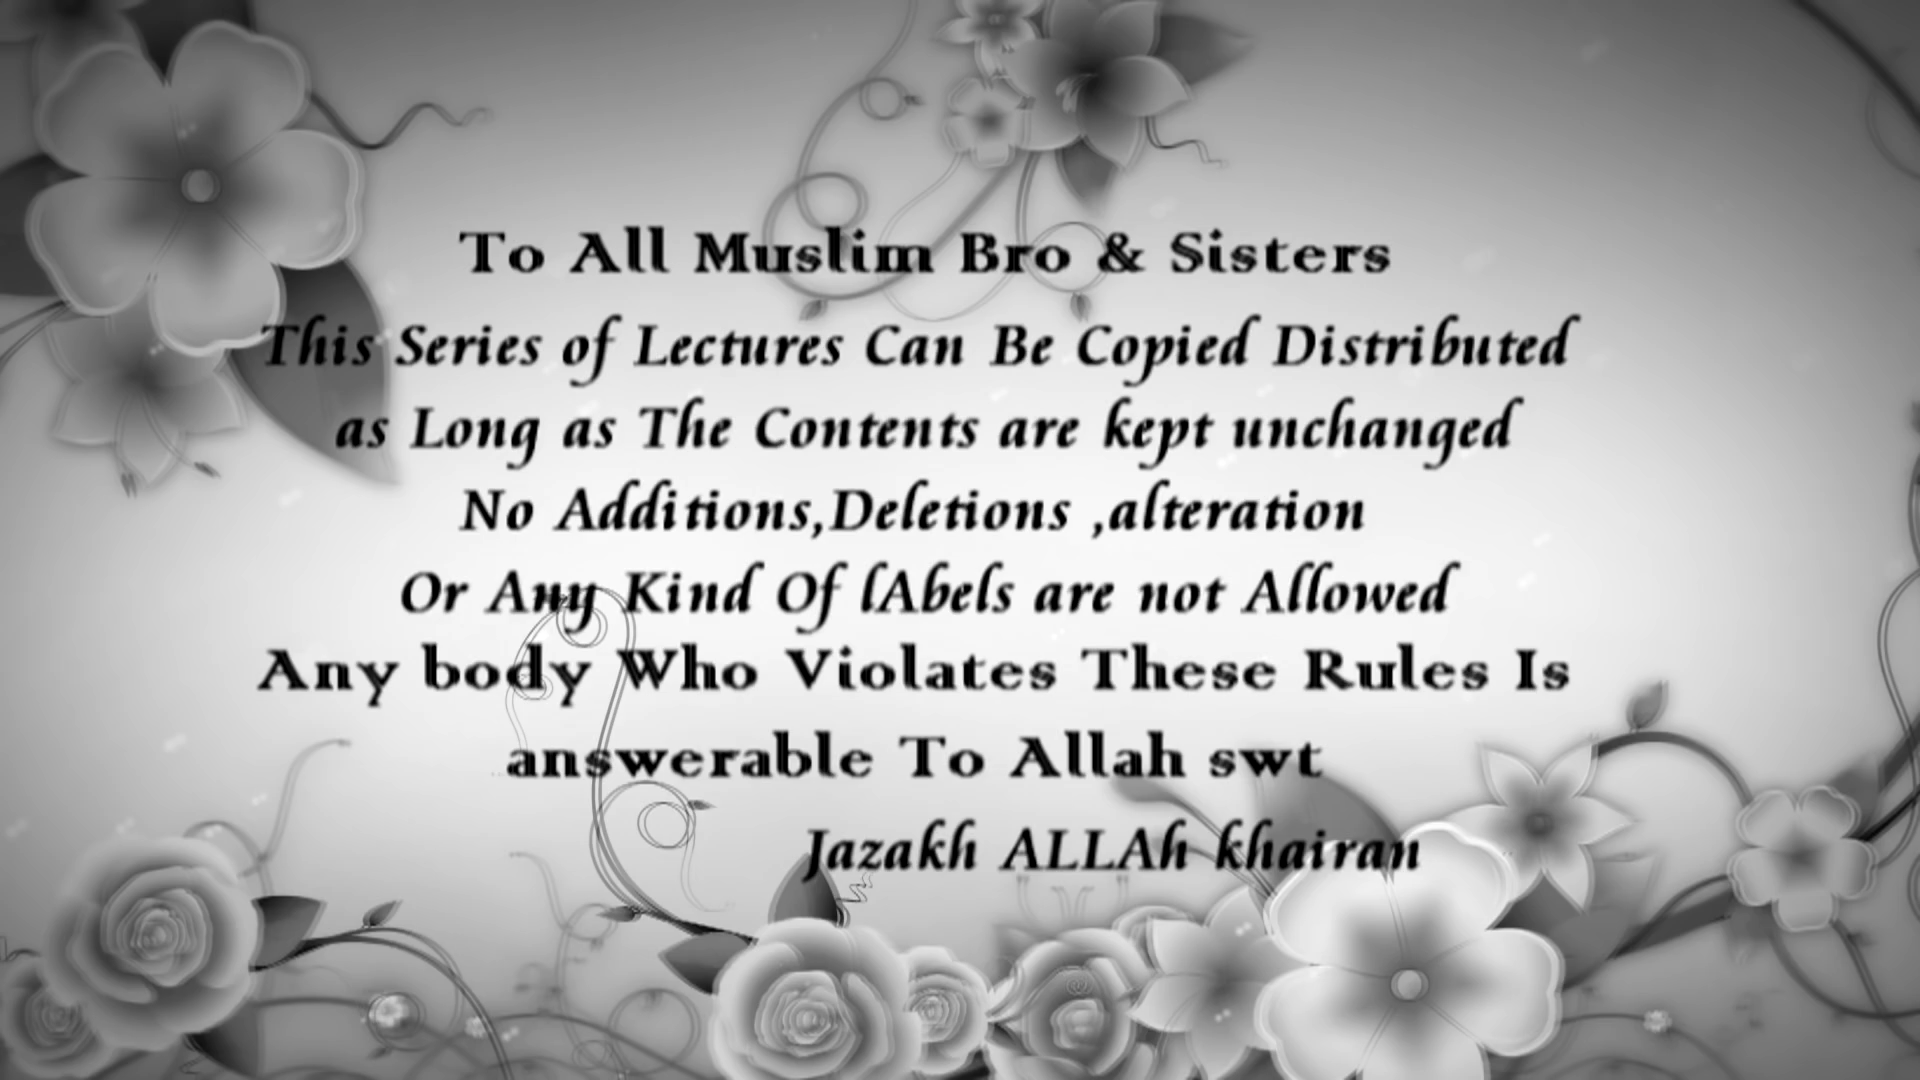 To All Muslim Bro & Sisters
This Series of Lectures Can Be Copied Distributed
as Long as The Contents are kept unchanged
No Additions,Deletions ,alteration
Or Any Kind Of lAbels are not Allowed
Any body Who Violates These Rules Is
answerable To Allah swt
Jazakh ALLAh khairan